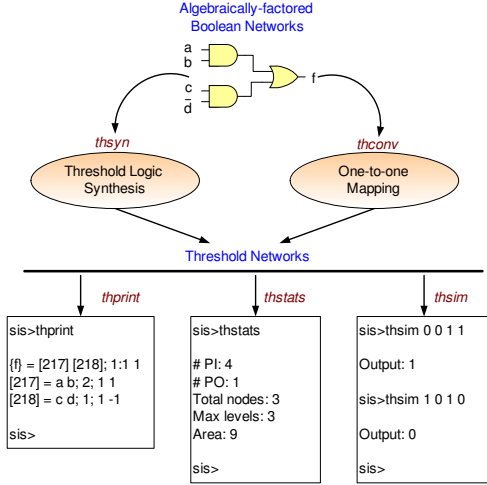 Algebraically-factored
Boolean Networks
a
b
c
d̅
f
thsyn
thconv
Threshold Logic
Synthesis
One-to-one
Mapping
Threshold Networks
thprint
thstats
thsim
sis>thprint
{f} = [217] [218]; 1:1 1
[217] = a b; 2; 1 1
[218] = c d; 1; 1 -1
sis>
sis>thstats
# PI: 4
# PO: 1
Total nodes: 3
Max levels: 3
Area: 9
sis>
sis>thsim 0 0 1 1
Output: 1
sis>thsim 1 0 1 0
Output: 0
sis>